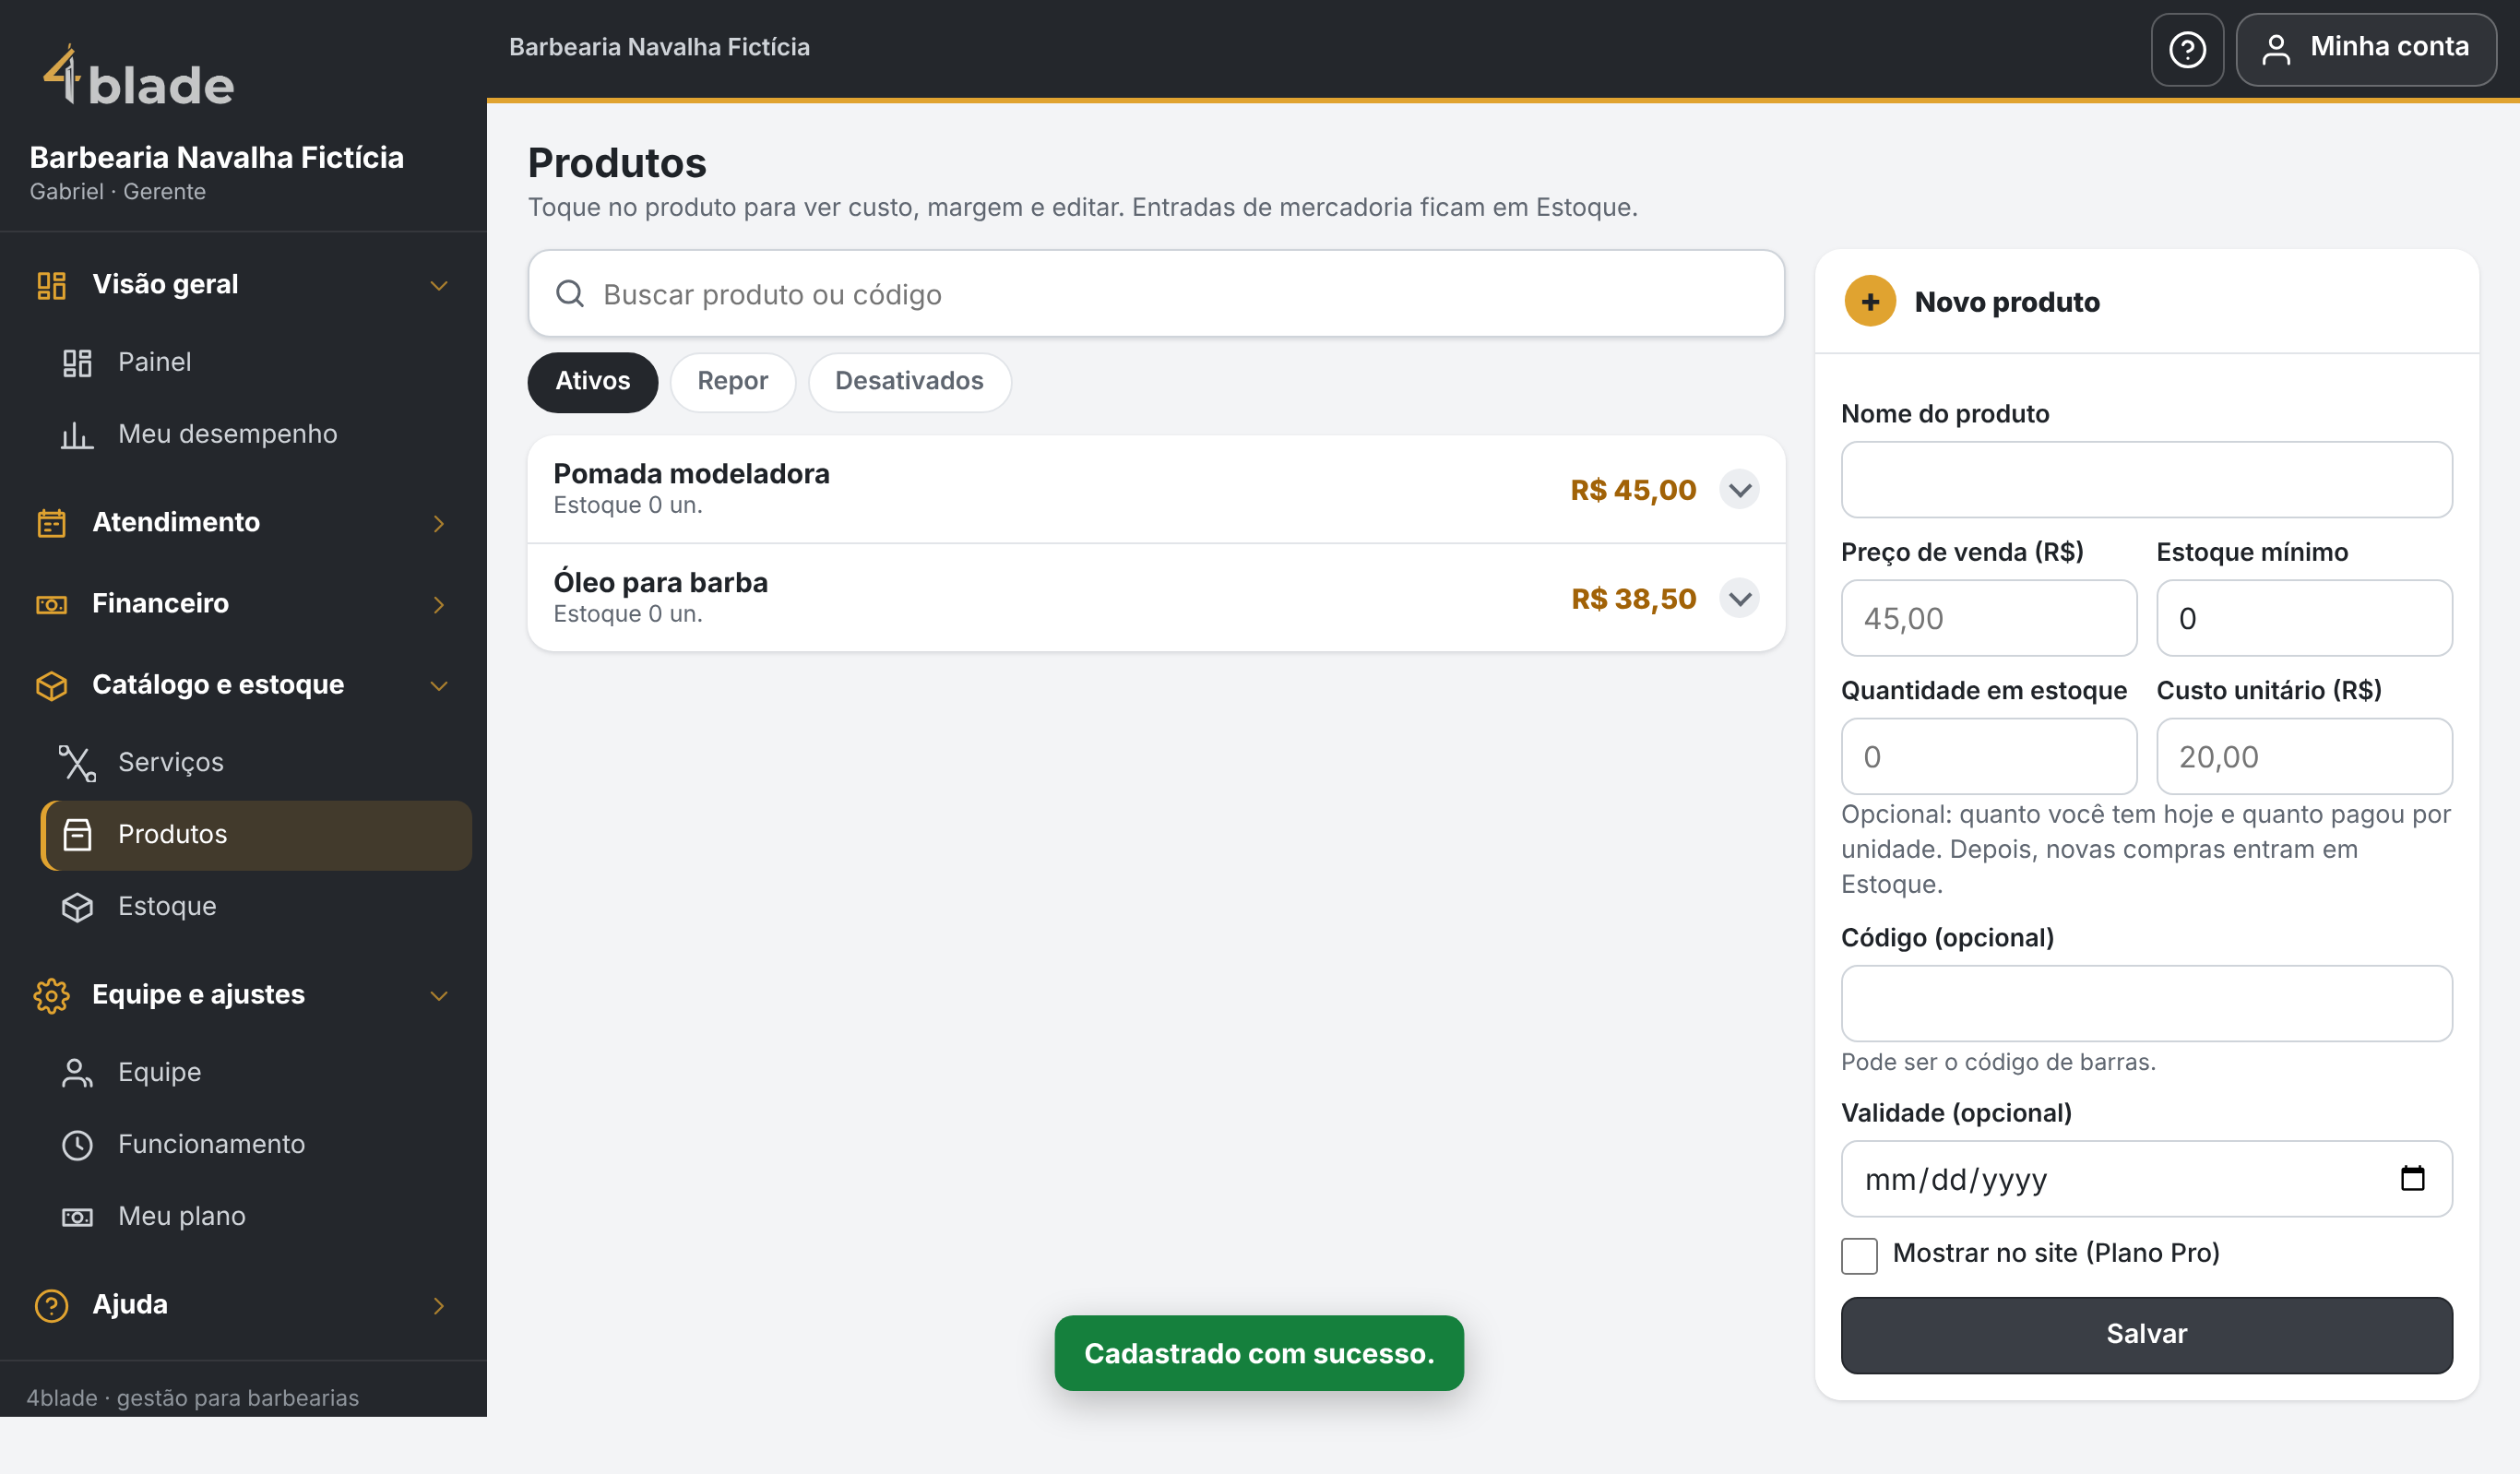 4blade
Barbearia Navalha Fictícia
Gabriel · Gerente
Visão geral
Painel
Meu desempenho
Atendimento
Financeiro
Catálogo e estoque
Serviços
Produtos
Estoque
Equipe e ajustes
Equipe
Funcionamento
Meu plano
Ajuda
4blade · gestão para barbearias
Barbearia Navalha Fictícia
Minha conta
Produtos
Toque no produto para ver custo, margem e editar. Entradas de mercadoria ficam em Estoque.
Buscar produto ou código
Ativos
Repor
Desativados
Pomada modeladora
Estoque 0 un.
R$ 45,00
Óleo para barba
Estoque 0 un.
R$ 38,50
Novo produto
Nome do produto
Preço de venda (R$)
Estoque mínimo
45,00
0
Quantidade em estoque
Custo unitário (R$)
0
20,00
Opcional: quanto você tem hoje e quanto pagou por
unidade. Depois, novas compras entram em
Estoque.
Código (opcional)
Pode ser o código de barras.
Validade (opcional)
mm/dd/yyyy
Mostrar no site (Plano Pro)
Salvar
Cadastrado com sucesso.